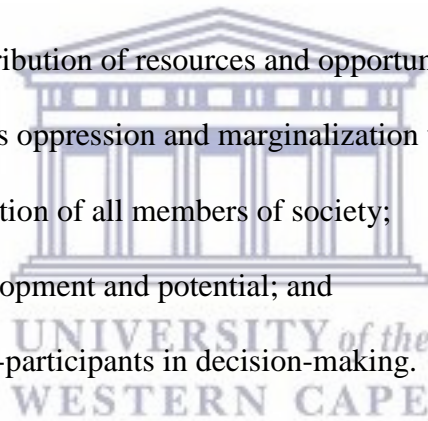 ribution of resources and opportun
s oppression and marginalization
tion of all members of society;
opment and potential; and
UNIVERSITY of the
-participants in decision-making.
WESTERN CAPE